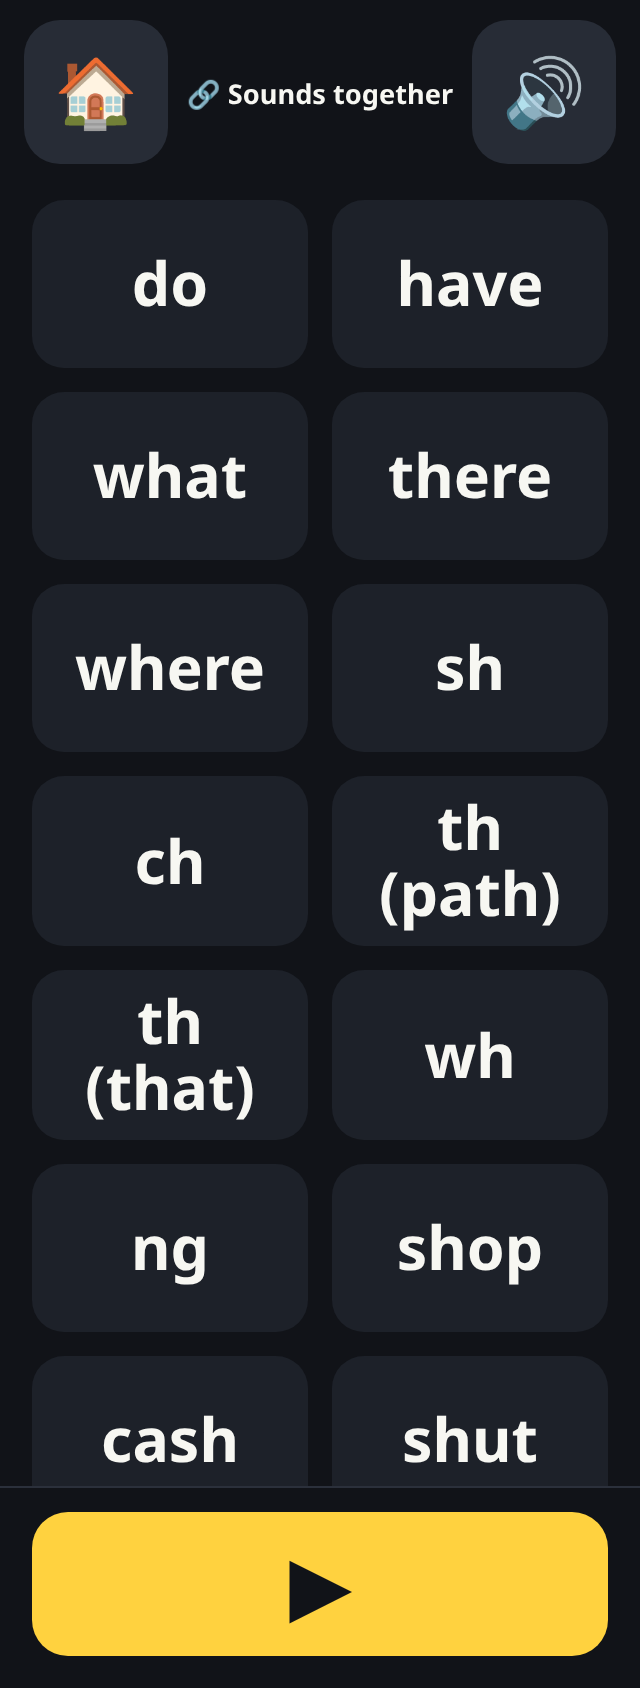 Sounds together
do
have
what
there
where
sh
ch
th
(path)
th
(that)
wh
ng
shop
cash
shut